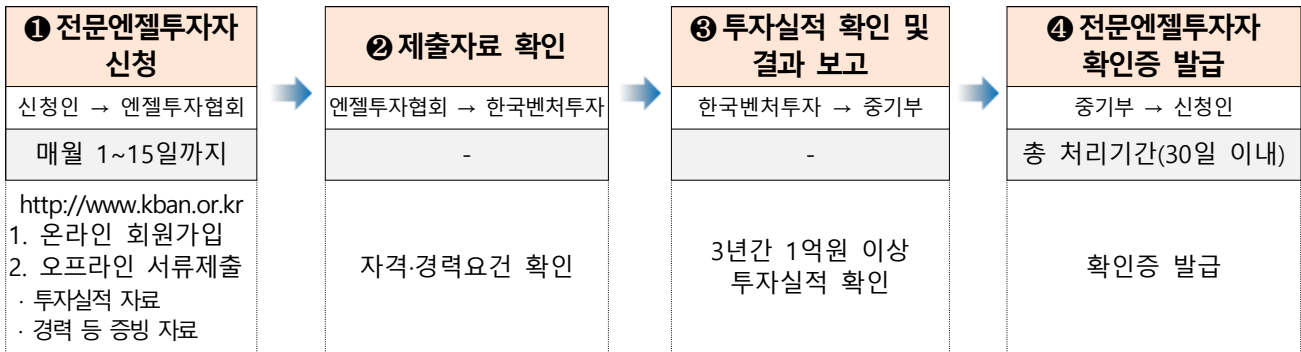 ❶ 전문엔젤투자자
신청
신청인 → 엔젤투자협회
매월 1~15일까지
http://www.kban.or.kr
1. 온라인 회원가입
2. 오프라인 서류제출
· 투자실적 자료
· 경력 등 증빙 자료
❷ 제출자료 확인
엔젤투자협회 → 한국벤처투자
-
자격·경력요건 확인
❸ 투자실적 확인 및
결과 보고
한국벤처투자 → 중기부
-
3년간 1억원 이상
투자실적 확인
❹ 전문엔젤투자자
확인증 발급
중기부 → 신청인
총 처리기간(30일 이내)
확인증 발급